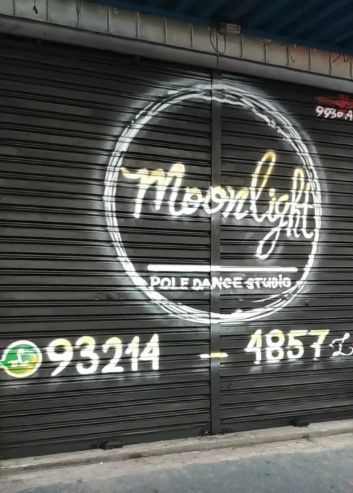 Moonlight
POLE DANCE STUDIO
93214 - 4857